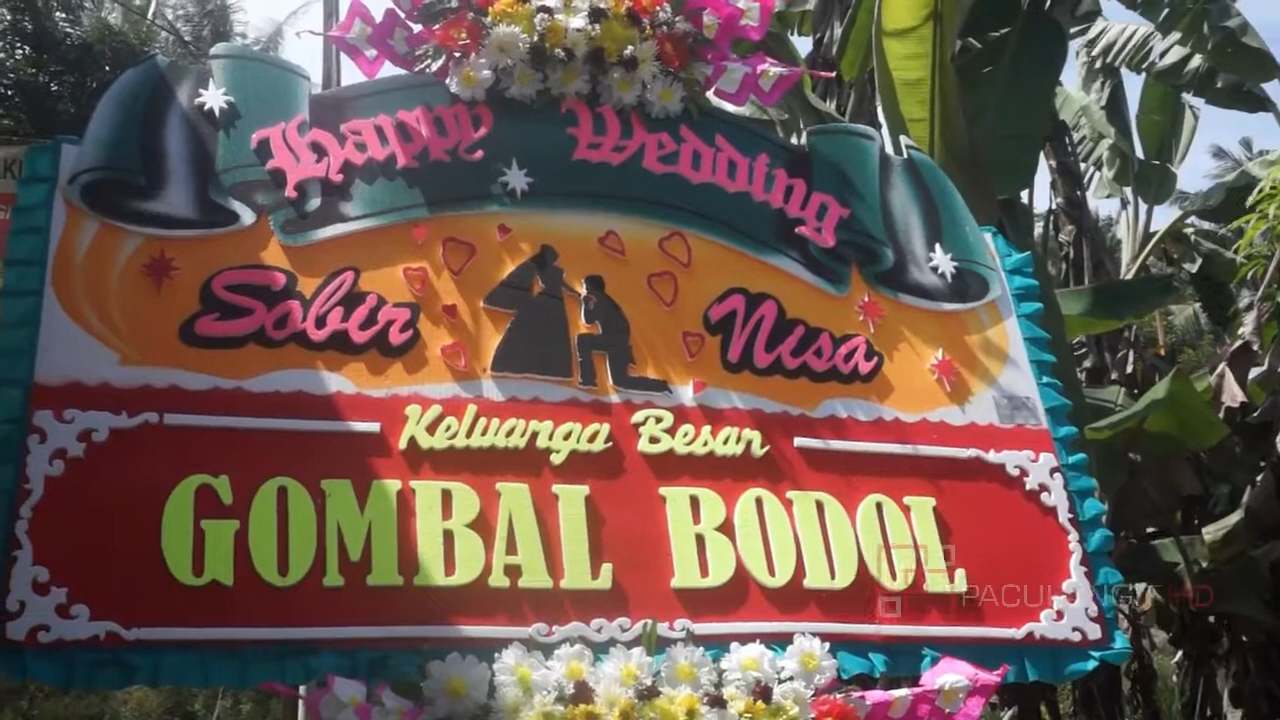 Happy Wedding
Sobir
Nisa
Keluarga Besar
GOMBAL BODOL